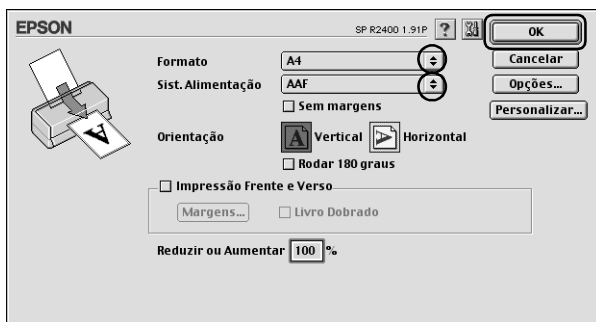 EPSON
SP R2400 1.91P ? OK
Formato A4 Cancelar
Sist. Alimentação AAF Opções...
Sem margens Personalizar...
Orientação A Vertical A Horizontal
Rodar 180 graus
Impressão Frente e Verso
Margens... Livro Dobrado
Reduzir ou Aumentar 100 %
A